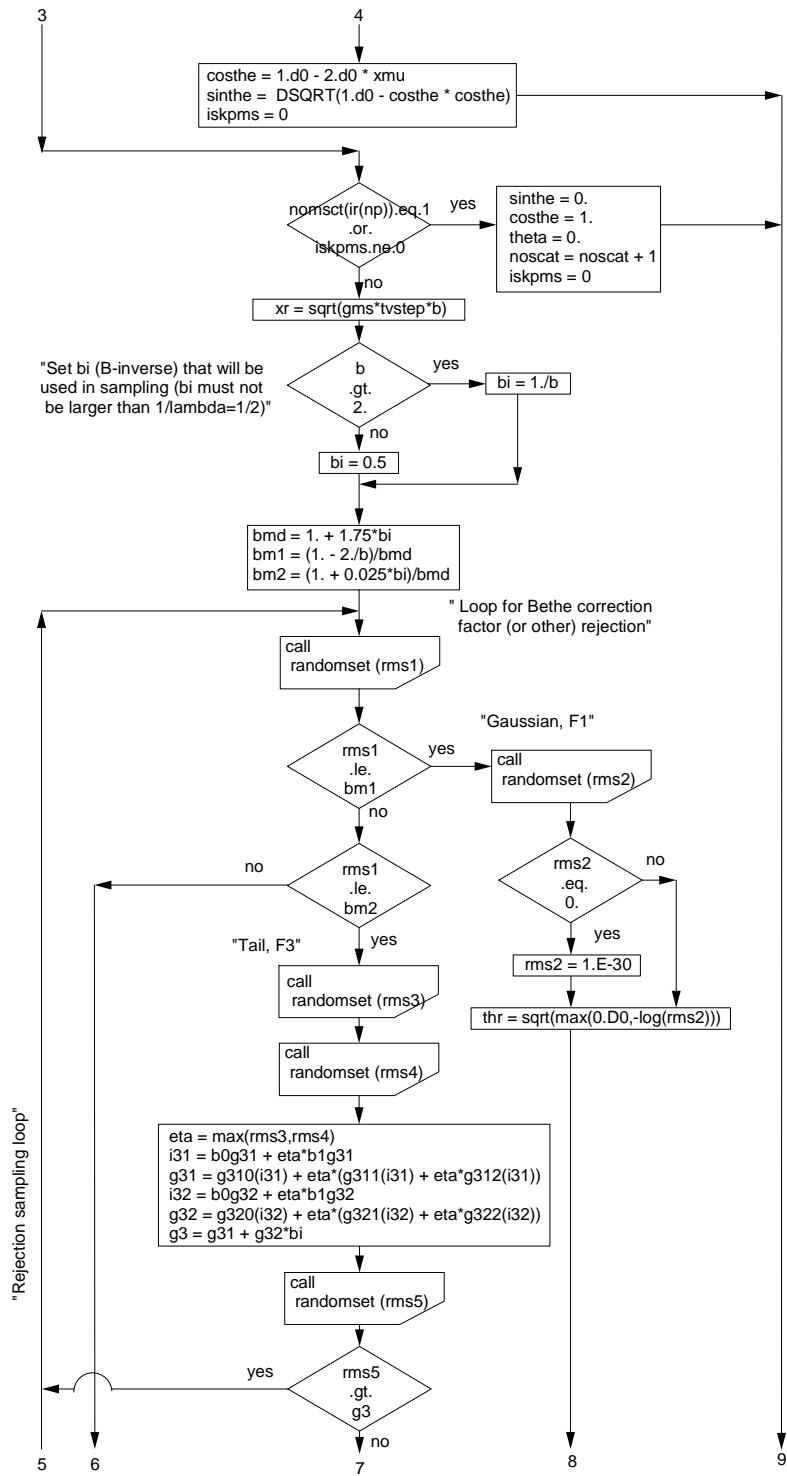 3
4
costhe = 1.d0 - 2.d0 * xmu
sinthe =  DSQRT(1.d0 - costhe * costhe)
iskpms = 0
nomsct(ir(np)).eq.1
.or.
iskpms.ne.0
yes
sinthe = 0.
costhe = 1.
theta = 0.
noscat = noscat + 1
iskpms = 0
no
xr = sqrt(gms*tvstep*b)
"Set bi (B-inverse) that will be
used in sampling (bi must not
be larger than 1/lambda=1/2)"
b
.gt.
2.
yes
bi = 1./b
no
bi = 0.5
bmd = 1. + 1.75*bi
bm1 = (1. - 2./b)/bmd
bm2 = (1. + 0.025*bi)/bmd
" Loop for Bethe correction
factor (or other) rejection"
call
randomset (rms1)
"Gaussian, F1"
rms1
.le.
bm1
yes
call
randomset (rms2)
no
no
rms1
.le.
bm2
rms2
.eq.
0.
no
yes
"Tail, F3"
yes
rms2 = 1.E-30
call
randomset (rms3)
thr = sqrt(max(0.D0,-log(rms2)))
call
randomset (rms4)
"Rejection sampling loop"
eta = max(rms3,rms4)
i31 = b0g31 + eta*b1g31
g31 = g310(i31) + eta*(g311(i31) + eta*g312(i31))
i32 = b0g32 + eta*b1g32
g32 = g320(i32) + eta*(g321(i32) + eta*g322(i32))
g3 = g31 + g32*bi
call
randomset (rms5)
yes
rms5
.gt.
g3
no
5
6
7
8
9